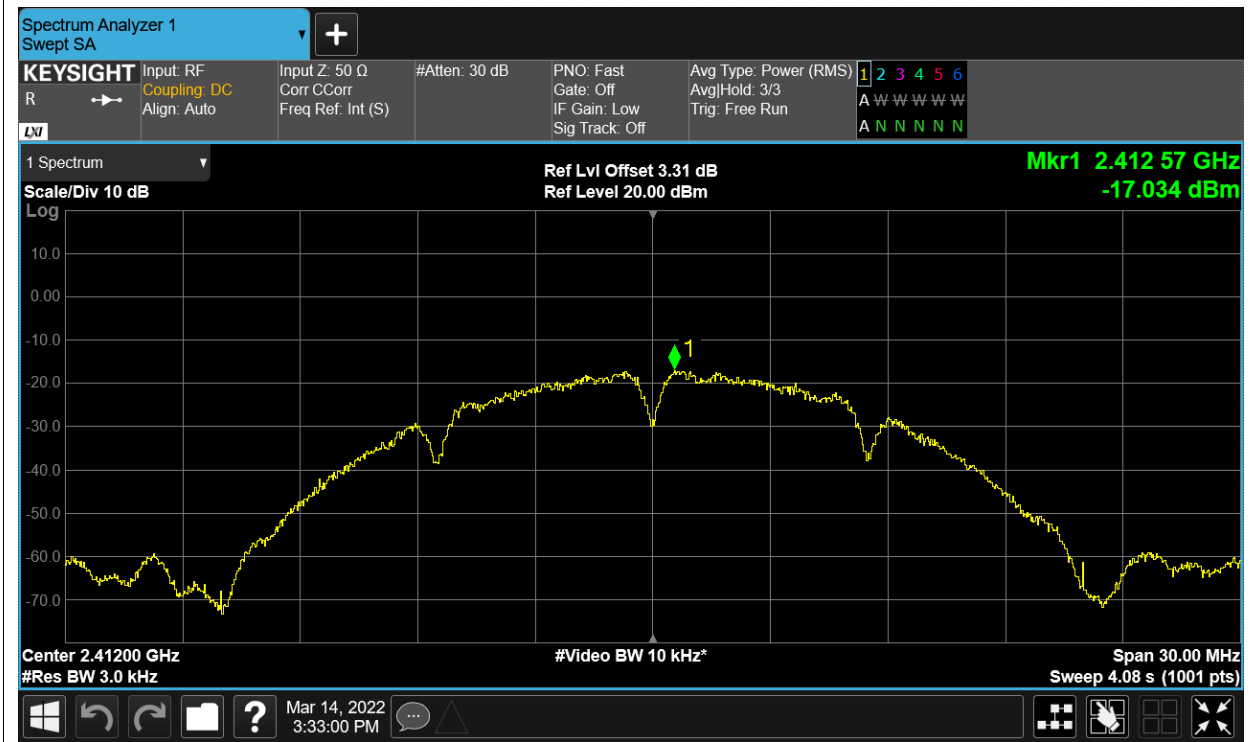 Spectrum Analyzer 1
Swept SA
+
KEYSIGHT
R
LXI
Input: RF
Coupling: DC
Align: Auto
Input Z: 50 Ω
Corr CCorr
Freq Ref: Int (S)
#Atten: 30 dB
PNO: Fast
Gate: Off
IF Gain: Low
Sig Track: Off
Avg Type: Power (RMS)
Avg|Hold: 3/3
Trig: Free Run
1 2 3 4 5 6
A W W W W W
A N N N N N
1 Spectrum
Scale/Div 10 dB
Ref Lvl Offset 3.31 dB
Ref Level 20.00 dBm
Mkr1 2.412 57 GHz
-17.034 dBm
Log
10.0
0.00
-10.0
-20.0
-30.0
-40.0
-50.0
-60.0
-70.0
1
Center 2.41200 GHz
#Res BW 3.0 kHz
#Video BW 10 kHz*
Span 30.00 MHz
Sweep 4.08 s (1001 pts)
?
Mar 14, 2022
3:33:00 PM